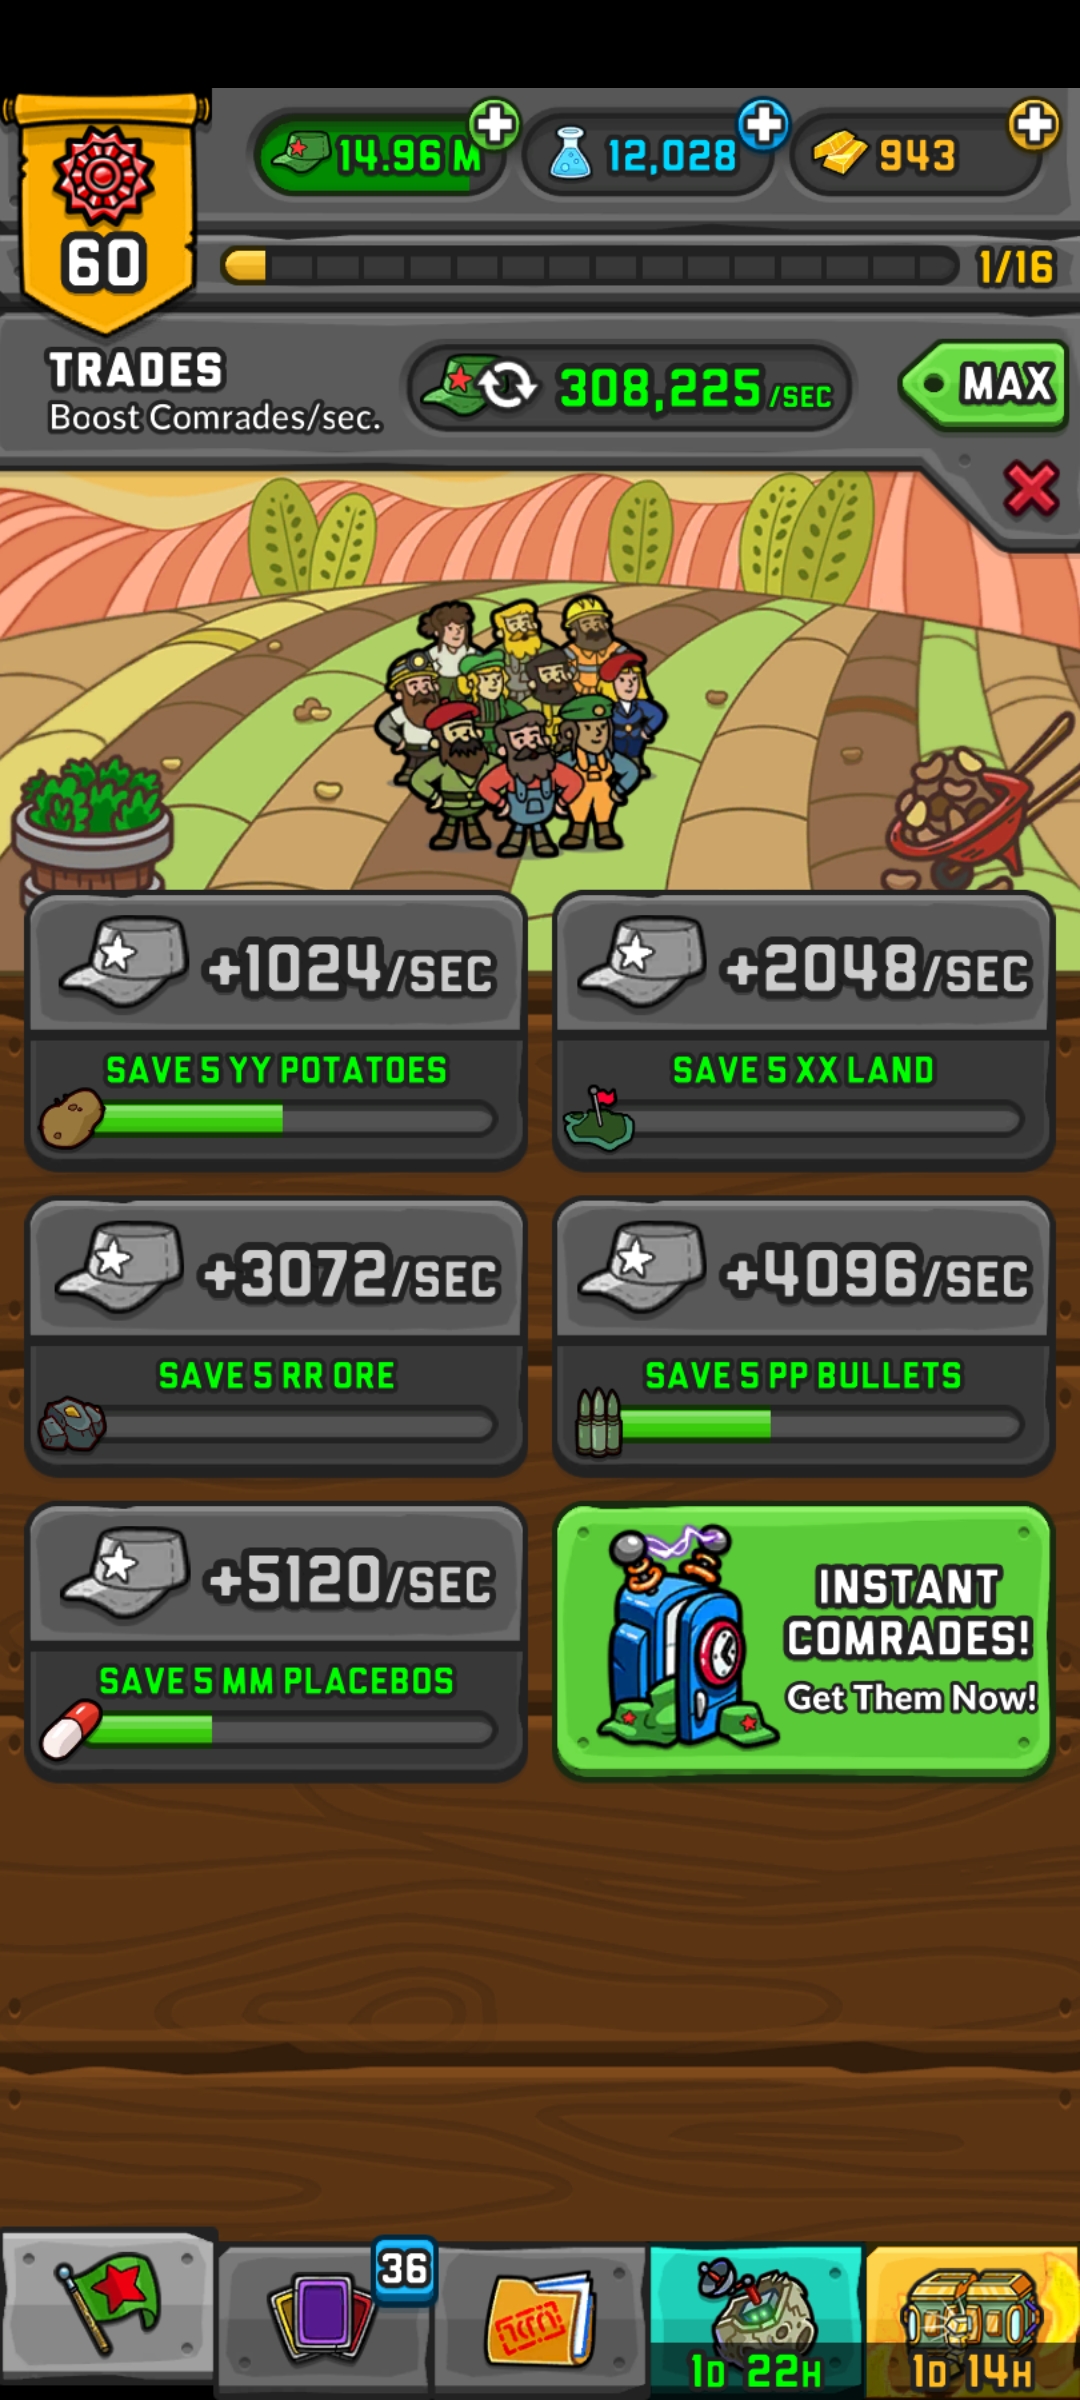 14.96 M
12,028
943
60
1/16
TRADES
Boost Comrades/sec.
308,225/SEC
MAX
+1024/SEC
SAVE 5 YY POTATOES
+2048/SEC
SAVE 5 XX LAND
+3072/SEC
SAVE 5 RR ORE
+4096/SEC
SAVE 5 PP BULLETS
+5120/SEC
SAVE 5 MM PLACEBOS
INSTANT
COMRADES!
Get Them Now!
36
1D 22H
1D 14H